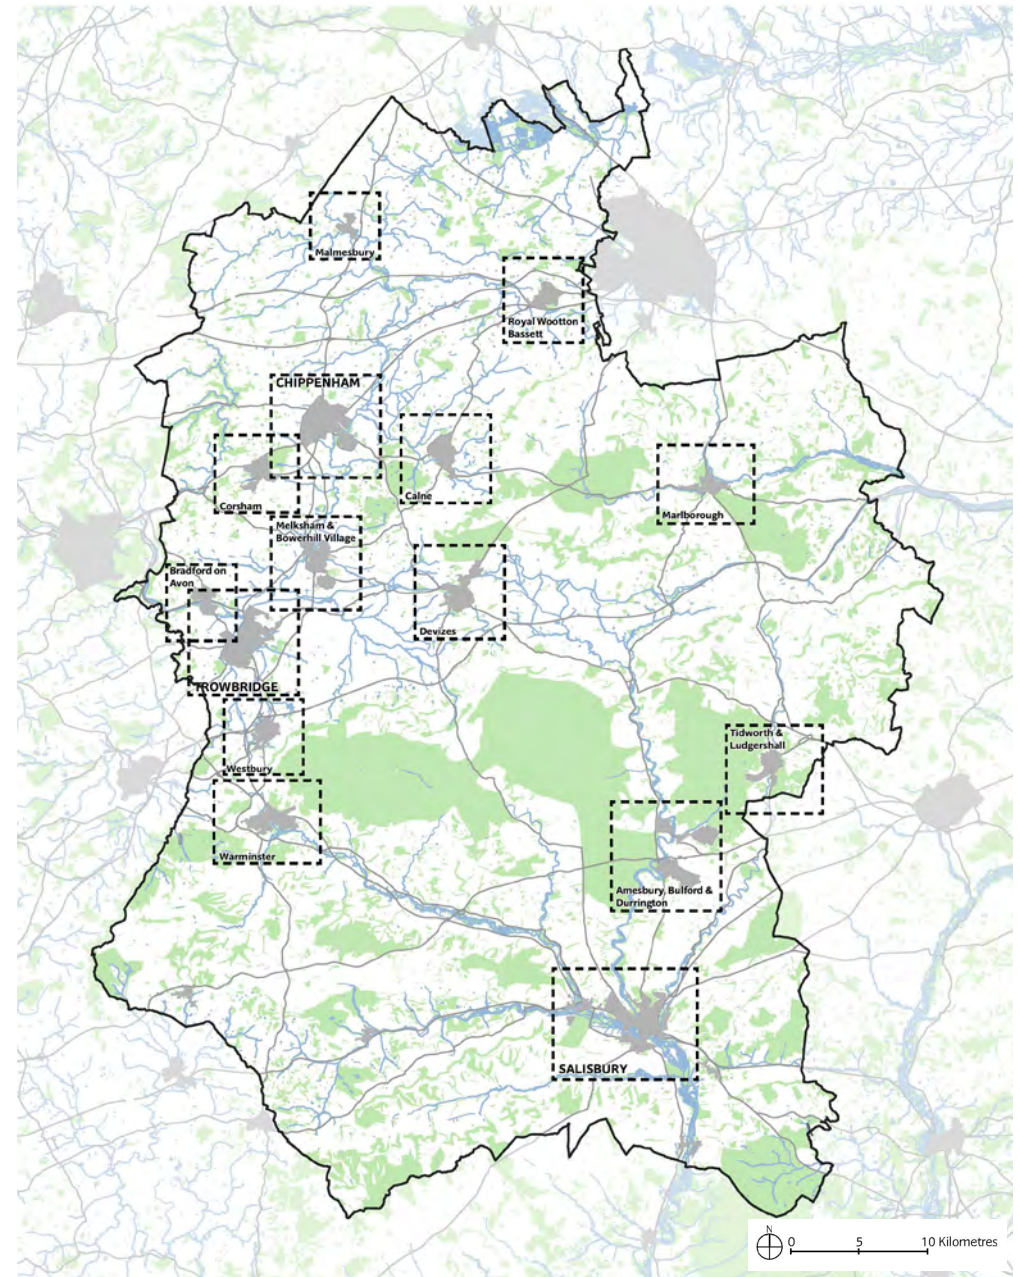 Malmesbury
Royal Wootton
Bassett
CHIPPENHAM
Corsham
Calne
Marlborough
Melksham &
Bowerhill Village
Bradford on
Avon
Devizes
TROWBRIDGE
Tidworth &
Ludgershall
Westbury
Warminster
Amesbury, Bulford &
Durrington
SALISBURY
N
0 5 10 Kilometres